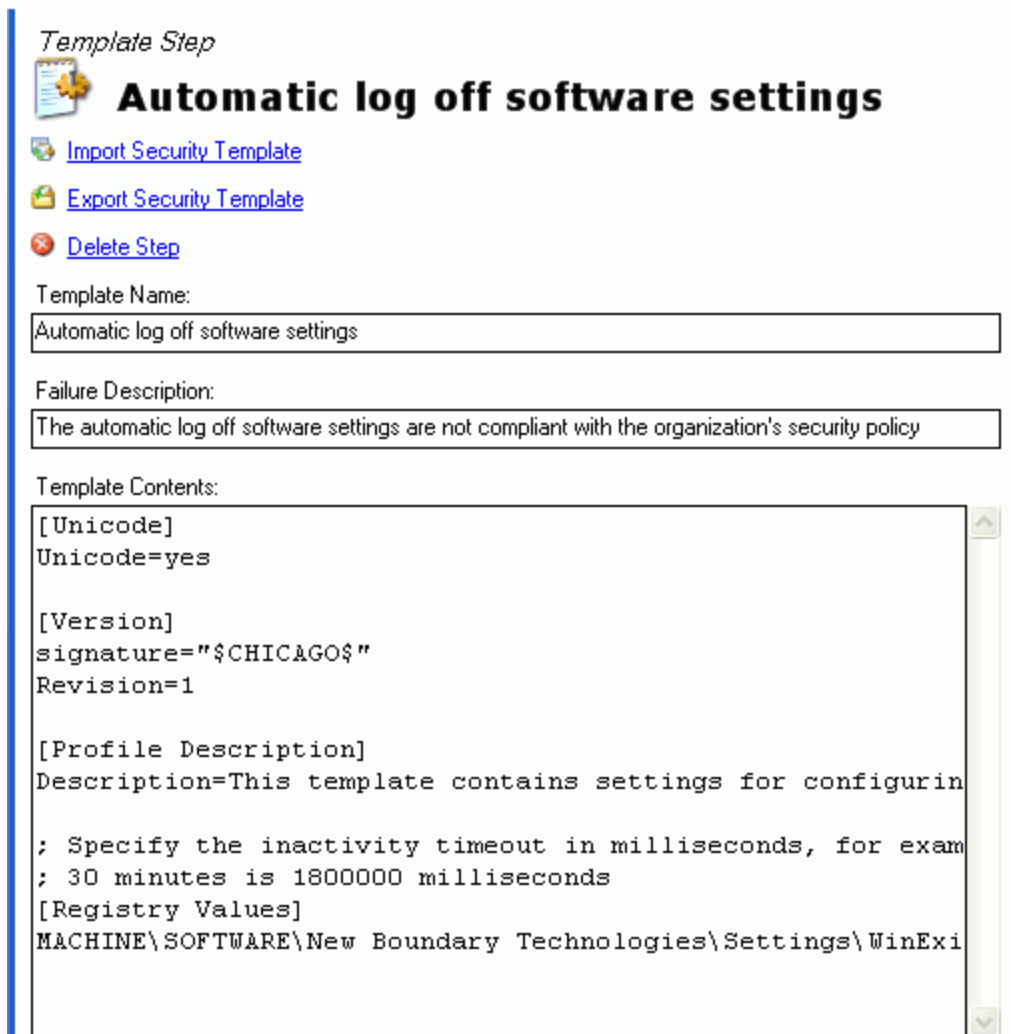 Template Step
Automatic log off software settings
Import Security Template
Export Security Template
Delete Step
Template Name:
Automatic log off software settings
Failure Description:
The automatic log off software settings are not compliant with the organization's security policy
Template Contents:
[Unicode]
Unicode=yes
[Version]
signature="$CHICAGO$"
Revision=1
[Profile Description]
Description=This template contains settings for configurin
; Specify the inactivity timeout in milliseconds, for exam
; 30 minutes is 1800000 milliseconds
[Registry Values]
MACHINE\SOFTWARE\New Boundary Technologies\Settings\WinExi